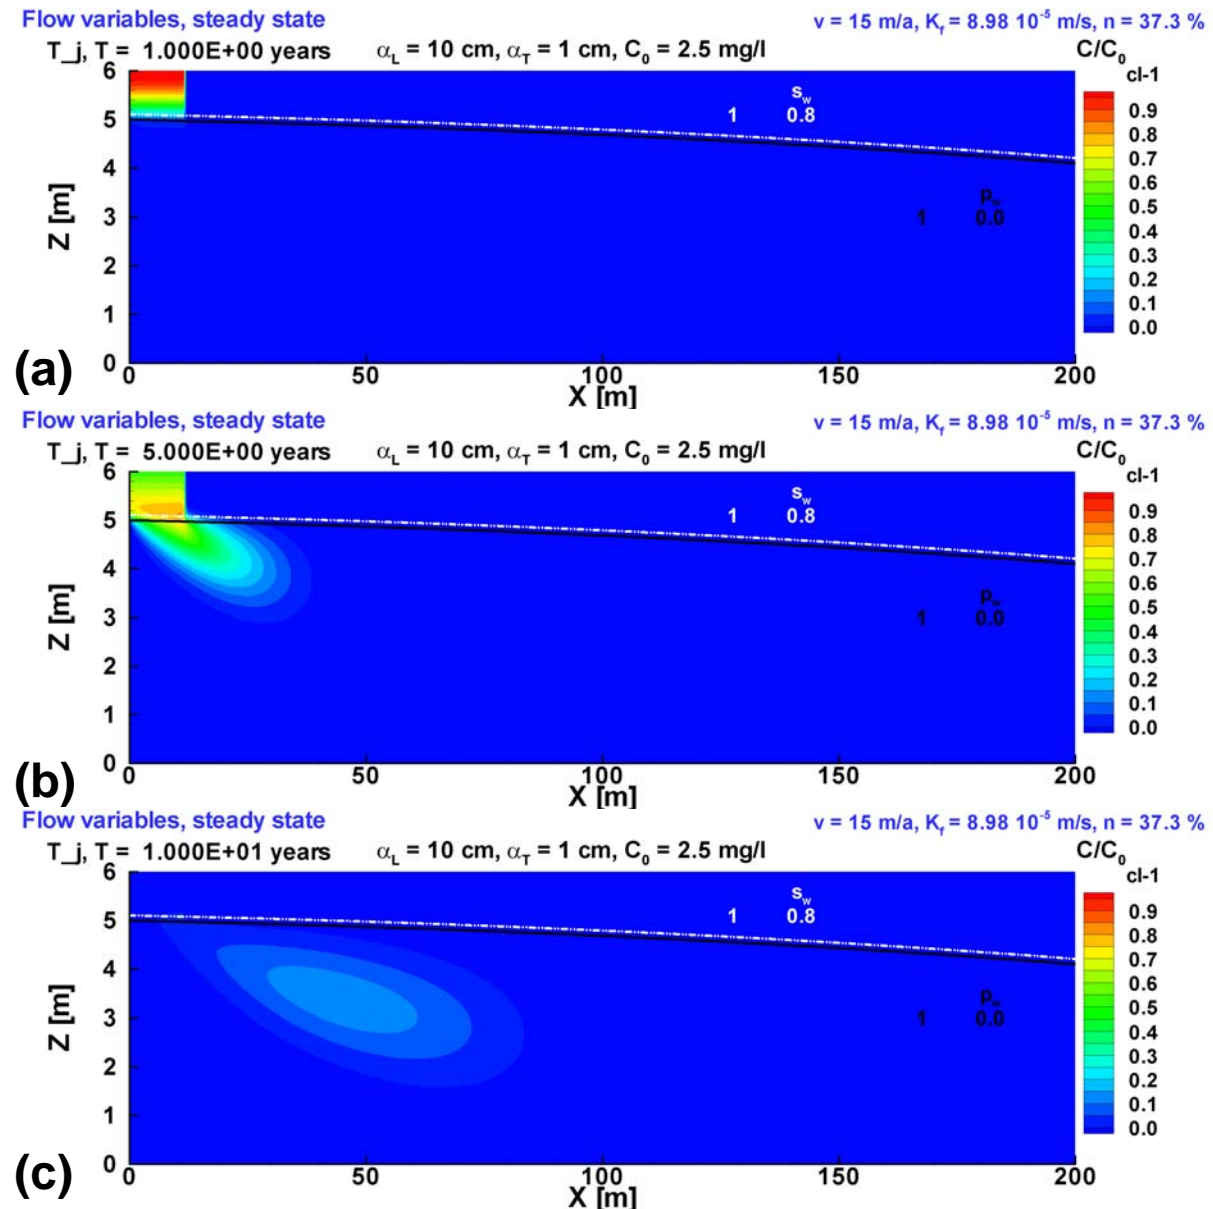 Flow variables, steady state v = 15 m/a, K_f = 8.98 10^-5 m/s, n = 37.3 %
T_j, T = 1.000E+00 years α_L = 10 cm, α_T = 1 cm, C_0 = 2.5 mg/l C/C_0
cl-1
6
5
4
3
2
1
0
Z [m]
s_w
1 0.8
p_w
1 0.0
0.9
0.8
0.7
0.6
0.5
0.4
0.3
0.2
0.1
0.0
(a)
0 50 100 150 200
X [m]
Flow variables, steady state v = 15 m/a, K_f = 8.98 10^-5 m/s, n = 37.3 %
T_j, T = 5.000E+00 years α_L = 10 cm, α_T = 1 cm, C_0 = 2.5 mg/l C/C_0
cl-1
6
5
4
3
2
1
0
Z [m]
s_w
1 0.8
p_w
1 0.0
0.9
0.8
0.7
0.6
0.5
0.4
0.3
0.2
0.1
0.0
(b)
0 50 100 150 200
X [m]
Flow variables, steady state v = 15 m/a, K_f = 8.98 10^-5 m/s, n = 37.3 %
T_j, T = 1.000E+01 years α_L = 10 cm, α_T = 1 cm, C_0 = 2.5 mg/l C/C_0
cl-1
6
5
4
3
2
1
0
Z [m]
s_w
1 0.8
p_w
1 0.0
0.9
0.8
0.7
0.6
0.5
0.4
0.3
0.2
0.1
0.0
(c)
0 50 100 150 200
X [m]